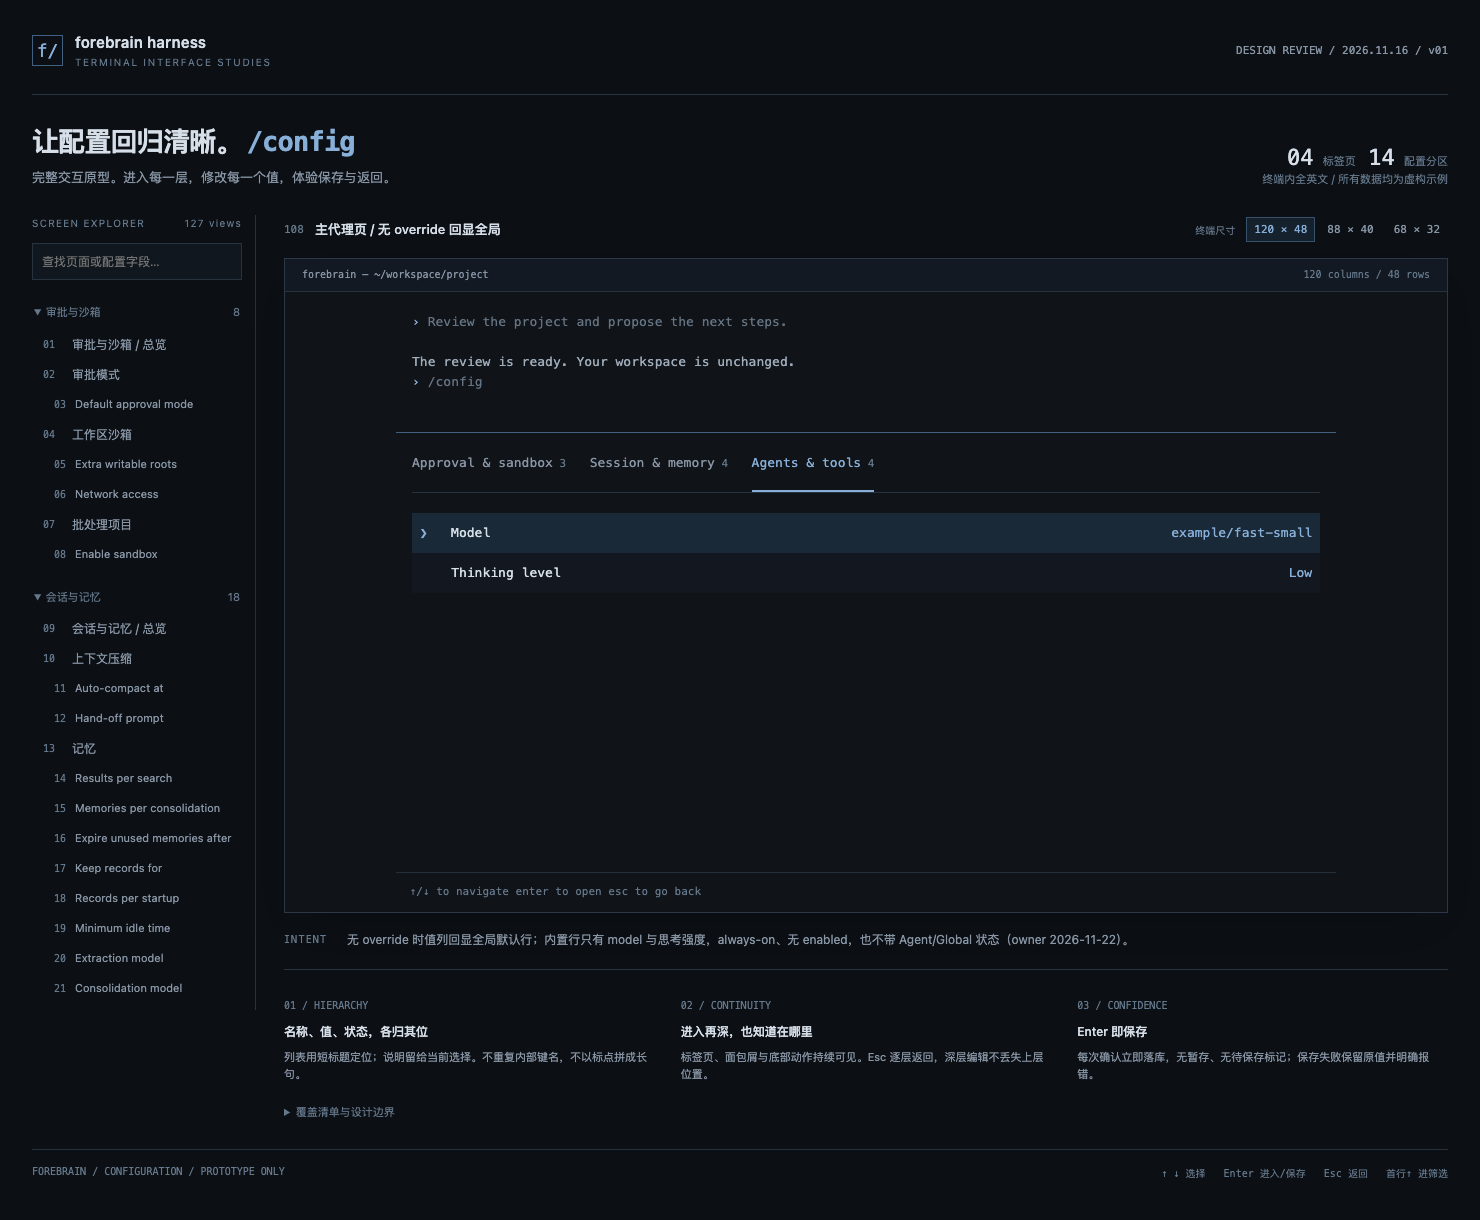 f/
forebrain harness
TERMINAL INTERFACE STUDIES
DESIGN REVIEW / 2026.11.16 / v01
让配置回归清晰。/config
完整交互原型。进入每一层，修改每一个值，体验保存与返回。
04 标签页 14 配置分区
终端内全英文 / 所有数据均为虚构示例
SCREEN EXPLORER 127 views
查找页面或配置字段...
▼ 审批与沙箱 8
01 审批与沙箱 / 总览
02 审批模式
03 Default approval mode
04 工作区沙箱
05 Extra writable roots
06 Network access
07 批处理项目
08 Enable sandbox
▼ 会话与记忆 18
09 会话与记忆 / 总览
10 上下文压缩
11 Auto-compact at
12 Hand-off prompt
13 记忆
14 Results per search
15 Memories per consolidation
16 Expire unused memories after
17 Keep records for
18 Records per startup
19 Minimum idle time
20 Extraction model
21 Consolidation model
108 主代理页 / 无 override 回显全局
终端尺寸 120 × 48 88 × 40 68 × 32
forebrain — ~/workspace/project 120 columns / 48 rows
› Review the project and propose the next steps.
The review is ready. Your workspace is unchanged.
› /config
Approval & sandbox 3 Session & memory 4 Agents & tools 4
❯ Model example/fast-small
Thinking level Low
↑/↓ to navigate enter to open esc to go back
INTENT 无 override 时值列回显全局默认行；内置行只有 model 与思考强度，always-on、无 enabled，也不带 Agent/Global 状态（owner 2026-11-22）。
01 / HIERARCHY
名称、值、状态，各归其位
列表用短标题定位；说明留给当前选择。不重复内部键名，不以标点拼成长
句。
02 / CONTINUITY
进入再深，也知道在哪里
标签页、面包屑与底部动作持续可见。Esc 逐层返回，深层编辑不丢失上层
位置。
03 / CONFIDENCE
Enter 即保存
每次确认立即落库，无暂存、无待保存标记；保存失败保留原值并明确报
错。
▶ 覆盖清单与设计边界
FOREBRAIN / CONFIGURATION / PROTOTYPE ONLY
↑ ↓ 选择 Enter 进入/保存 Esc 返回 首行↑ 进筛选